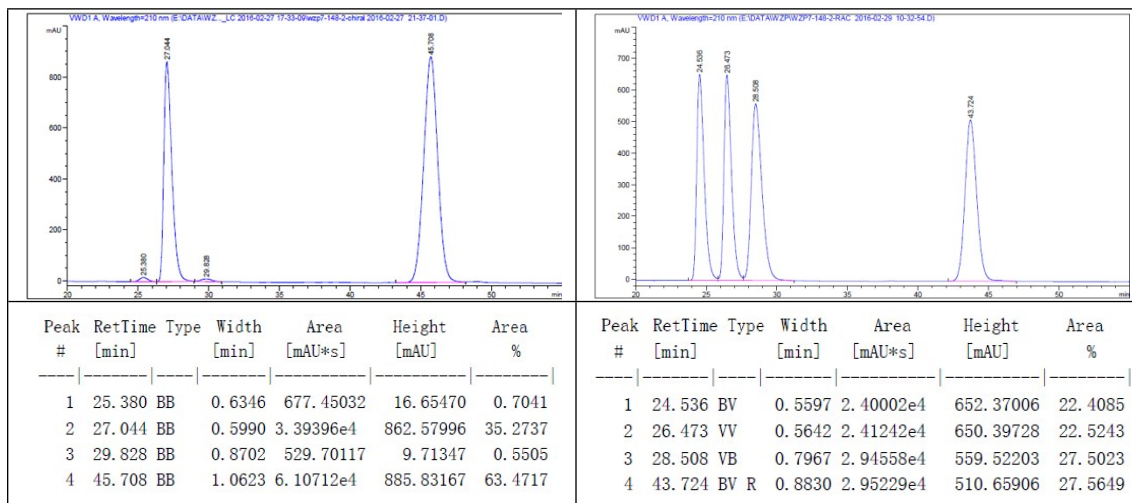 VWD1 A, Wavelength=210 nm (E:\DATA\WZ..._LC 2016-02-27 17-33-09\wzp7-148-2-chiral 2016-02-27 21-37-01.D)
mAU
800
600
400
200
0
27.044
45.708
25.380
29.828
20 25 30 35 40 45 50 min
Peak RetTime Type Width Area Height Area
# [min] [min] [mAU*s] [mAU] %
----|-------|----|-------|----------|----------|--------|
1 25.380 BB 0.6346 677.45032 16.65470 0.7041
2 27.044 BB 0.5990 3.39396e4 862.57996 35.2737
3 29.828 BB 0.8702 529.70117 9.71347 0.5505
4 45.708 BB 1.0623 6.10712e4 885.83167 63.4717
VWD1 A, Wavelength=210 nm (E:\DATA\WZP\WZP7-148-2-RAC 2016-02-29 10-32-54.D)
mAU
700
600
500
400
300
200
100
0
24.536
26.473
28.508
43.724
20 25 30 35 40 45 50 min
Peak RetTime Type Width Area Height Area
# [min] [min] [mAU*s] [mAU] %
----|-------|----|-------|----------|----------|--------|
1 24.536 BV 0.5597 2.40002e4 652.37006 22.4085
2 26.473 VV 0.5642 2.41242e4 650.39728 22.5243
3 28.508 VB 0.7967 2.94558e4 559.52203 27.5023
4 43.724 BV R 0.8830 2.95229e4 510.65906 27.5649